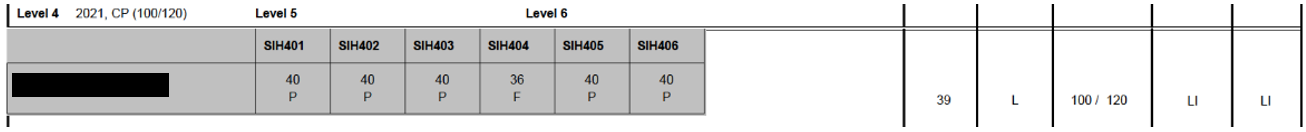 Level 4 2021, CP (100/120) Level 5 Level 6
SIH401 SIH402 SIH403 SIH404 SIH405 SIH406
40 40 40 36 40 40
P P P F P P
39 L 100 / 120 LI LI